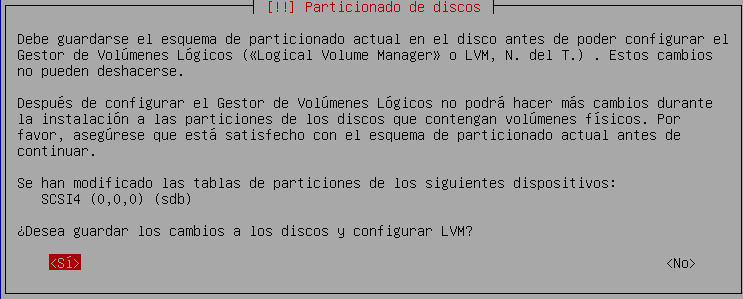 [!!] Particionado de discos
Debe guardarse el esquema de particionado actual en el disco antes de poder configurar el
Gestor de Volúmenes Lógicos («Logical Volume Manager» o LVM, N. del T.) . Estos cambios
no pueden deshacerse.
Después de configurar el Gestor de Volúmenes Lógicos no podrá hacer más cambios durante
la instalación a las particiones de los discos que contengan volúmenes físicos. Por
favor, asegúrese que está satisfecho con el esquema de particionado actual antes de
continuar.
Se han modificado las tablas de particiones de los siguientes dispositivos:
SCSI4 (0,0,0) (sdb)
¿Desea guardar los cambios a los discos y configurar LVM?
<Sí> <No>